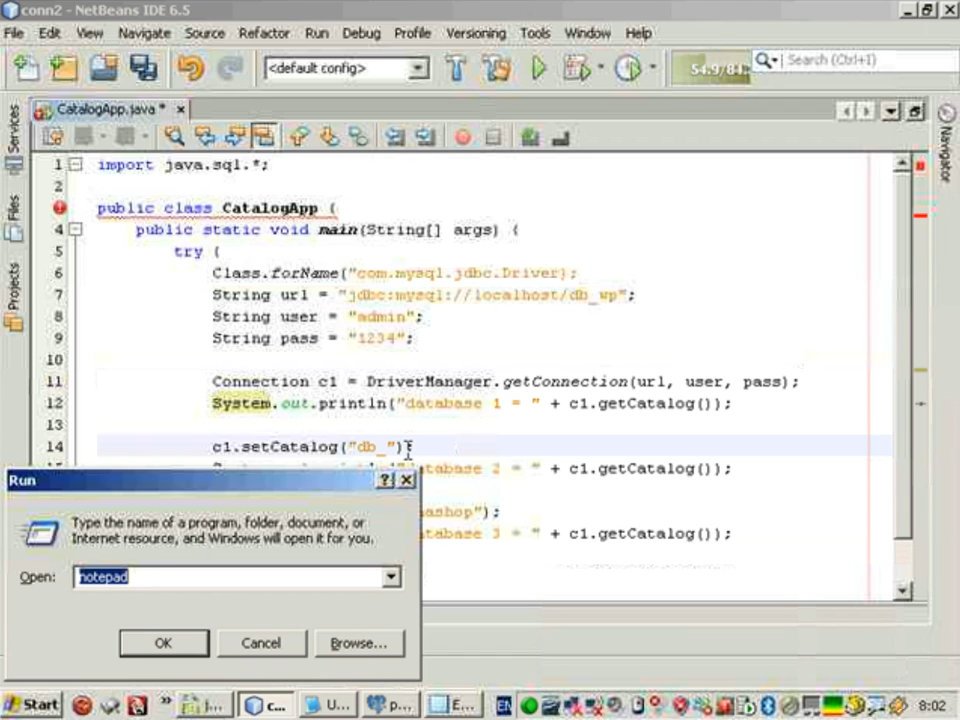 conn2 - NetBeans IDE 6.5
File Edit View Navigate Source Refactor Run Debug Profile Versioning Tools Window Help
<default config>
Search (Ctrl+I)
CatalogApp.java *
Services
Files
Projects
Navigator
1 import java.sql.*;
2
public class CatalogApp {
4 public static void main(String[] args) {
5 try {
6 Class.forName("com.mysql.jdbc.Driver);
7 String url = "jdbc:mysql://localhost/db_wp";
8 String user = "admin";
9 String pass = "1234";
10
11 Connection c1 = DriverManager.getConnection(url, user, pass);
12 System.out.println("database 1 = " + c1.getCatalog());
13
14 c1.setCatalog("db_");
tabase 2 = " + c1.getCatalog());
ashop");
tabase 3 = " + c1.getCatalog());
Run
Type the name of a program, folder, document, or
Internet resource, and Windows will open it for you.
Open: notepad
OK Cancel Browse...
Start J... c... U... p... E... EN 8:02